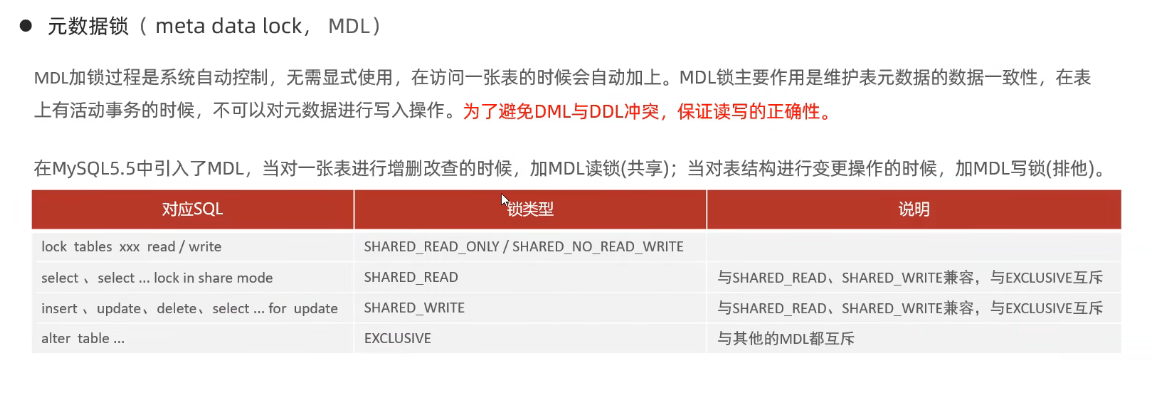 ● 元数据锁（ meta data lock， MDL）
MDL加锁过程是系统自动控制，无需显式使用，在访问一张表的时候会自动加上。MDL锁主要作用是维护表元数据的数据一致性，在表
上有活动事务的时候，不可以对元数据进行写入操作。为了避免DML与DDL冲突，保证读写的正确性。
在MySQL5.5中引入了MDL，当对一张表进行增删改查的时候，加MDL读锁(共享)；当对表结构进行变更操作的时候，加MDL写锁(排他)。
对应SQL 锁类型 说明
lock tables xxx read / write SHARED_READ_ONLY / SHARED_NO_READ_WRITE
select 、select ... lock in share mode SHARED_READ 与SHARED_READ、SHARED_WRITE兼容，与EXCLUSIVE互斥
insert 、update、delete、select ... for update SHARED_WRITE 与SHARED_READ、SHARED_WRITE兼容，与EXCLUSIVE互斥
alter table ... EXCLUSIVE 与其他的MDL都互斥